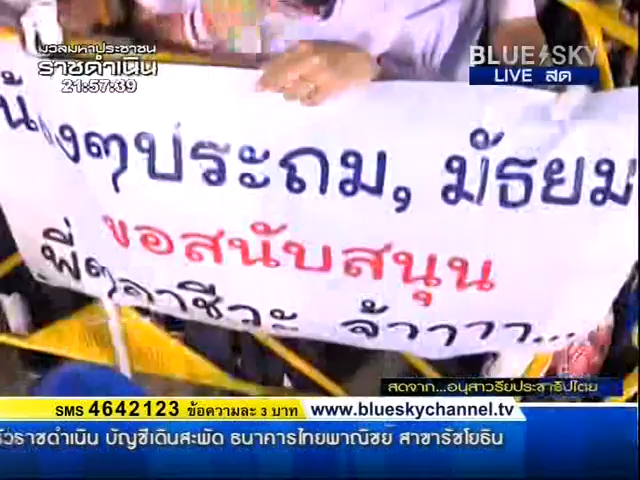 มวลมหาประชาชน
ราชดำเนิน
21:57:39
BLUE SKY
LIVE สด
น้องๆประถม, มัธยม
ขอสนับสนุน
พี่ๆอาชีวะ จ้าาาาา...
สดจาก...อนุสาวรีย์ประชาธิปไตย
SMS 4642123 ข้อความละ 3 บาท www.blueskychannel.tv
ราชดำเนิน บัญชีเดินสะพัด ธนาคารไทยพาณิชย์ สาขารัชโยธิน